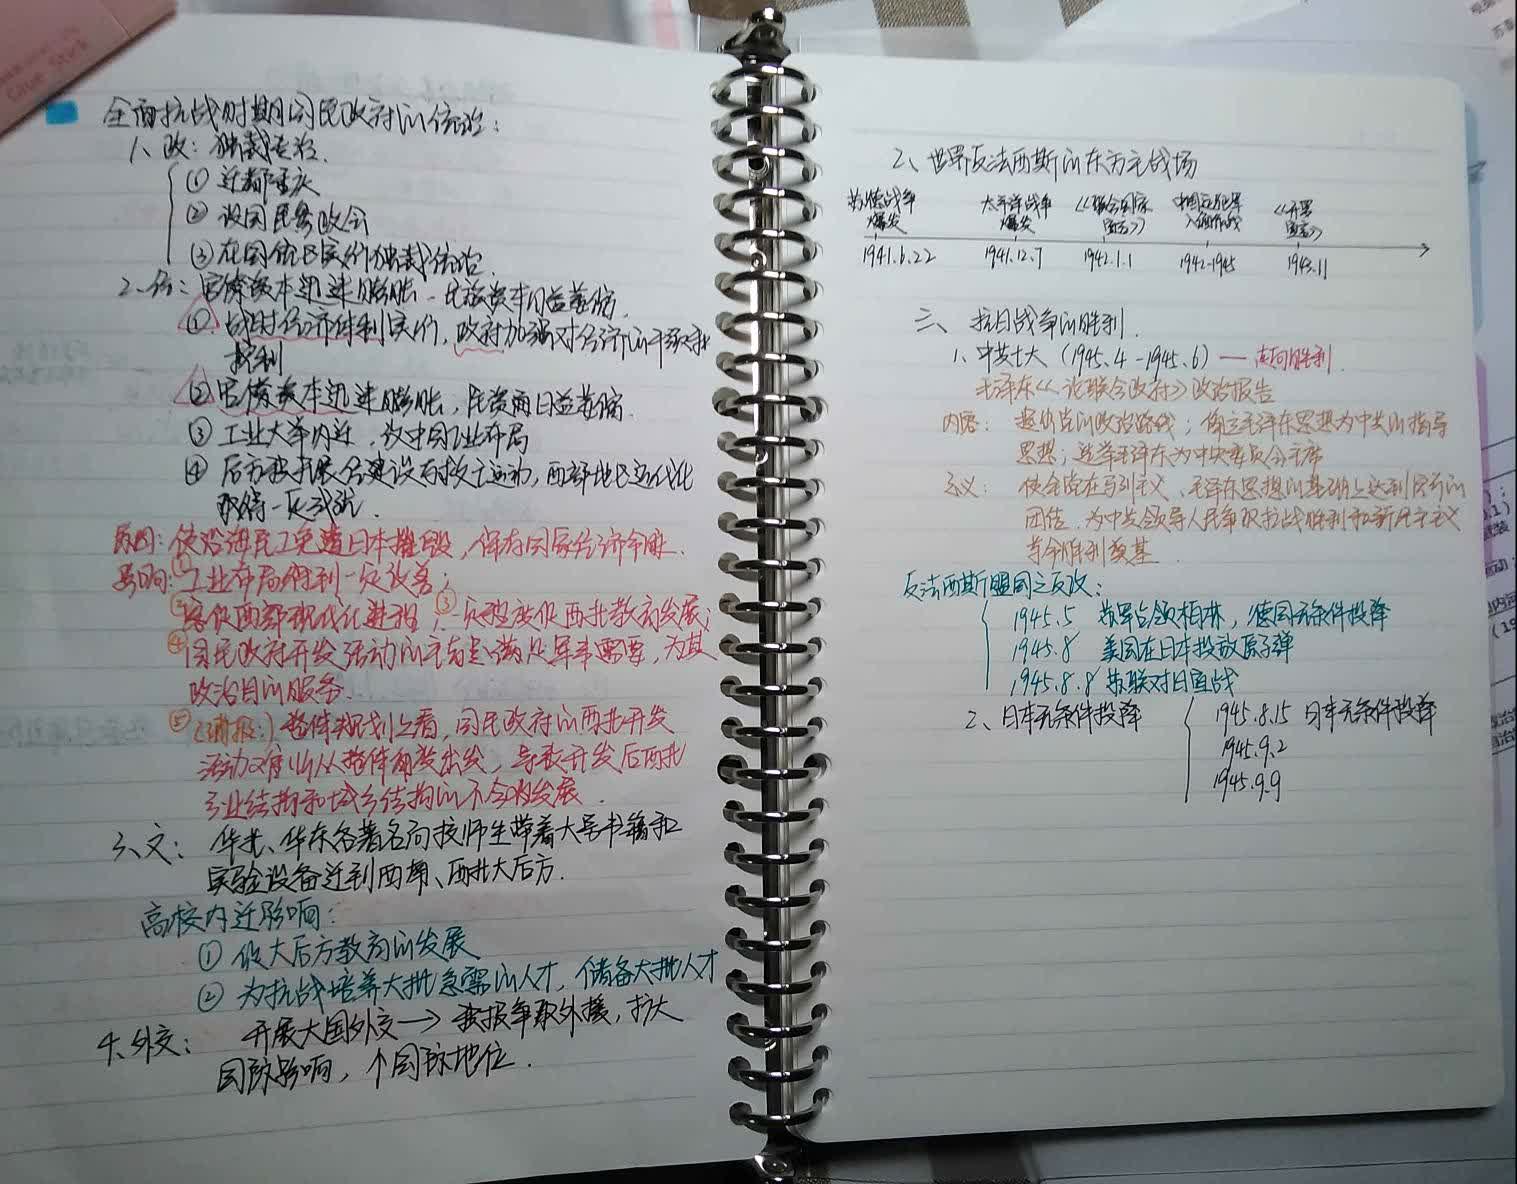 全面抗战时期国民政府的统治：
1、政：独裁专治.
① 迁都重庆
② 设国民参政会
③ 在国统区实行独裁统治.
2、经：官僚资本迅速膨胀－民族资本日益萎缩.
① 战时经济体制实行，政府加强对经济的干预和
控制
② 官僚资本迅速膨胀，民资而日益萎缩.
③ 工业大举内迁，改中国工业布局
④ 后方被开展经建设与救亡运动，西部地区近代化
取得一定成就.
原因：使沿海民工免遭日本摧毁，保存国家经济命脉.
影响：①工业布局得到一定改善；
②客促西部现代化进程；③一定程度促西北教育发展；
④国民政府开发活动的主旨是满足军事需要，为其
政治目的服务.
⑤(消极：)整体规划上看，国民政府的西北开发
活动没有从整体角度出发，导致开发后西北
产业结构和城乡结构的不合理发展.
3、文：华北、华东各著名高校师生带着大量书籍和
实验设备迁到西南、西北大后方.
高校内迁影响：
① 促大后方教育的发展
② 为抗战培养大批急需的人才，储备大批人才
4、外交：开展大国外交→积极争取外援，扩大
国际影响，↑国际地位.
2、世界反法西斯的东方主战场
苏德战争 太平洋战争 《联合国家 中国远征军 《开罗
爆发 爆发 宣言》 入缅作战 宣言》
1941.6.22 1941.12.7 1942.1.1 1942-1945 1943.11
三、抗日战争的胜利.
1、中共七大（1945.4-1945.6）— 走向胜利.
毛泽东《论联合政府》政治报告
内容：提价党的政治路线；确立毛泽东思想为中共的指导
思想；选举毛泽东为中央委员会主席
意义：使全党在马列主义、毛泽东思想的基础上达到空前的
团结，为中共领导人民争取抗战胜利和新民主主义
革命胜利奠基.
反法西斯盟国之反攻：
1945.5 苏军占领柏林，德国无条件投降
1945.8 美国在日本投放原子弹
1945.8.8 苏联对日宣战
2、日本无条件投降 1945.8.15 日本无条件投降
1945.9.2
1945.9.9